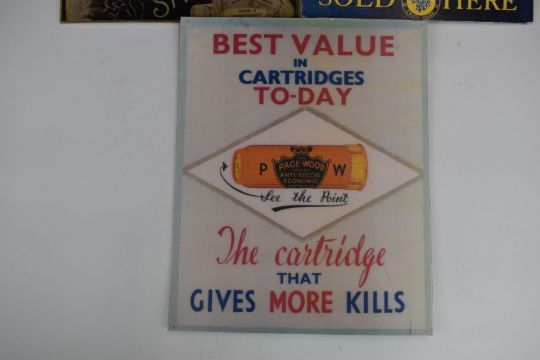 SOLD HERE
BEST VALUE
IN
CARTRIDGES
TO-DAY
P W
PAGE-WOOD
ANTI-RECOIL
ECONOMIC
See the Point
The cartridge
THAT
GIVES MORE KILLS